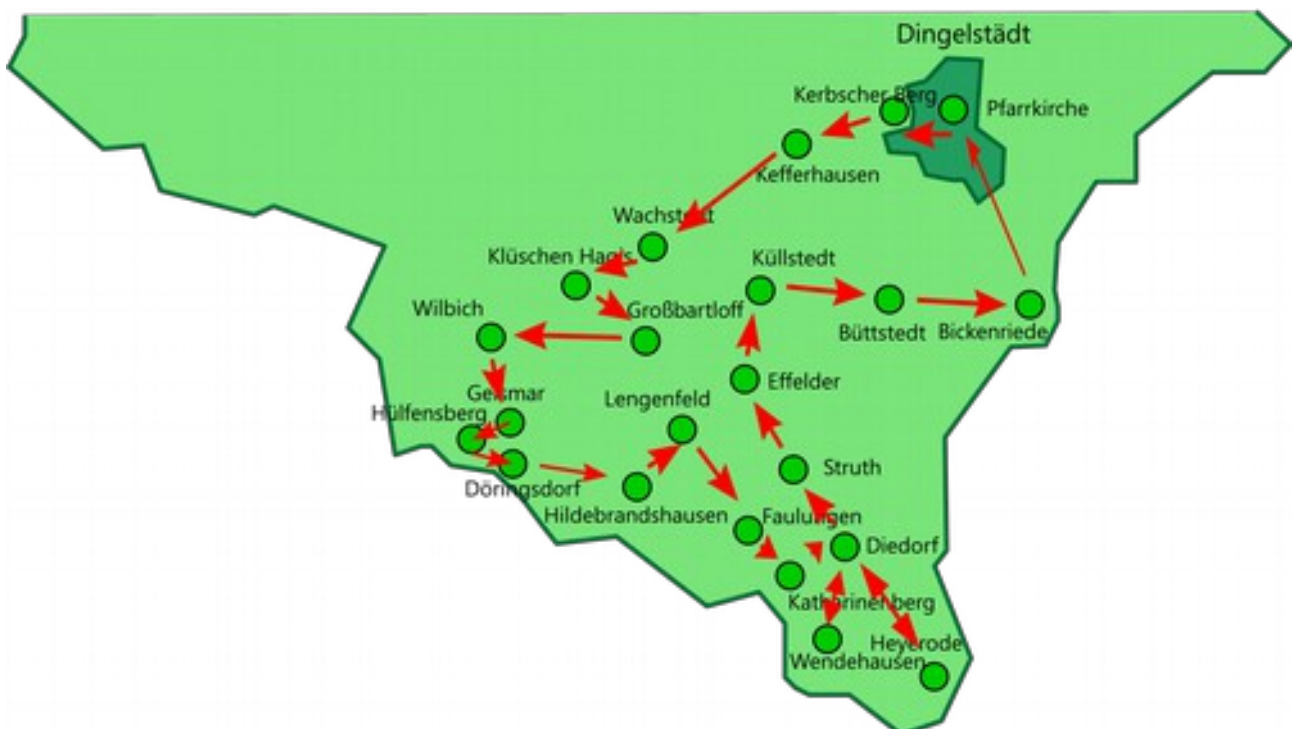 Dingelstädt
Kerbscher Berg
Pfarrkirche
Kefferhausen
Wachstedt
Klüschen Hagis
Küllstedt
Wilbich
Großbartloff
Büttstedt
Bickenriede
Effelder
Geismar
Lengenfeld
Hülfensberg
Struth
Döringsdorf
Hildebrandshausen
Faulungen
Diedorf
Katharinenberg
Heyerode
Wendehausen